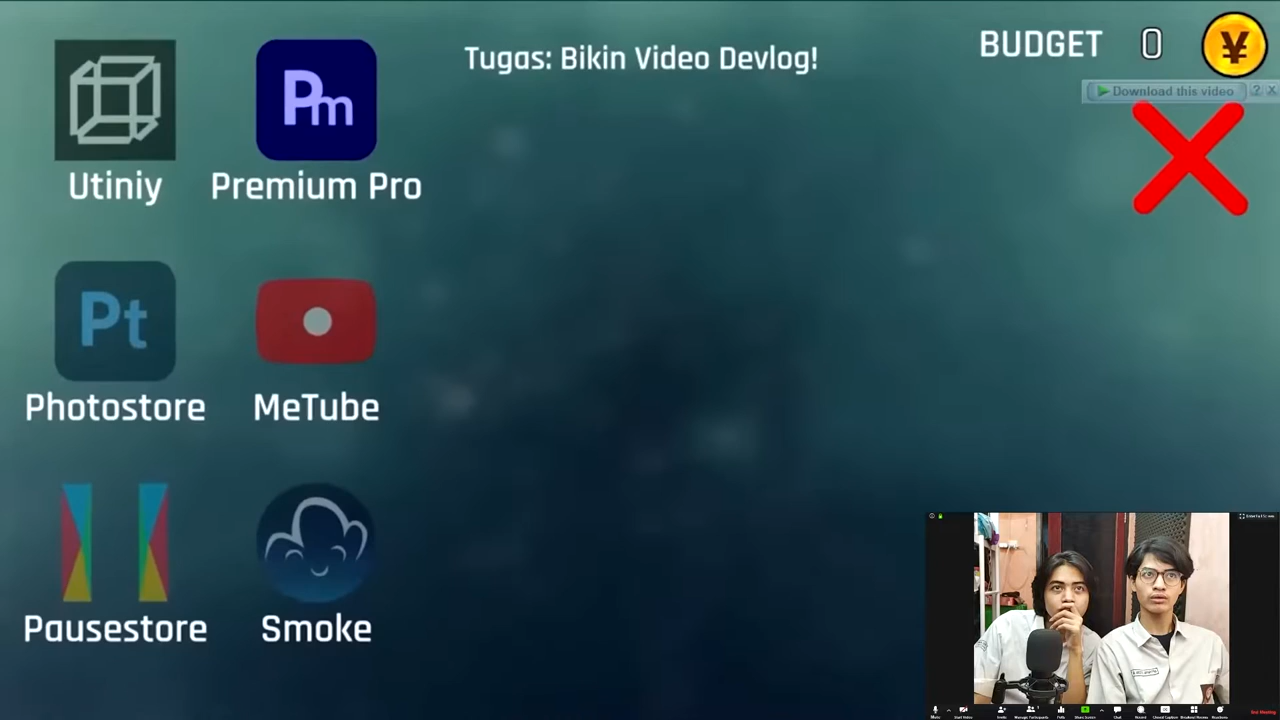 Tugas: Bikin Video Devlog!
BUDGET 0
Download this video ? X
Pm
Utiniy
Premium Pro
Pt
Photostore
MeTube
Pausestore
Smoke